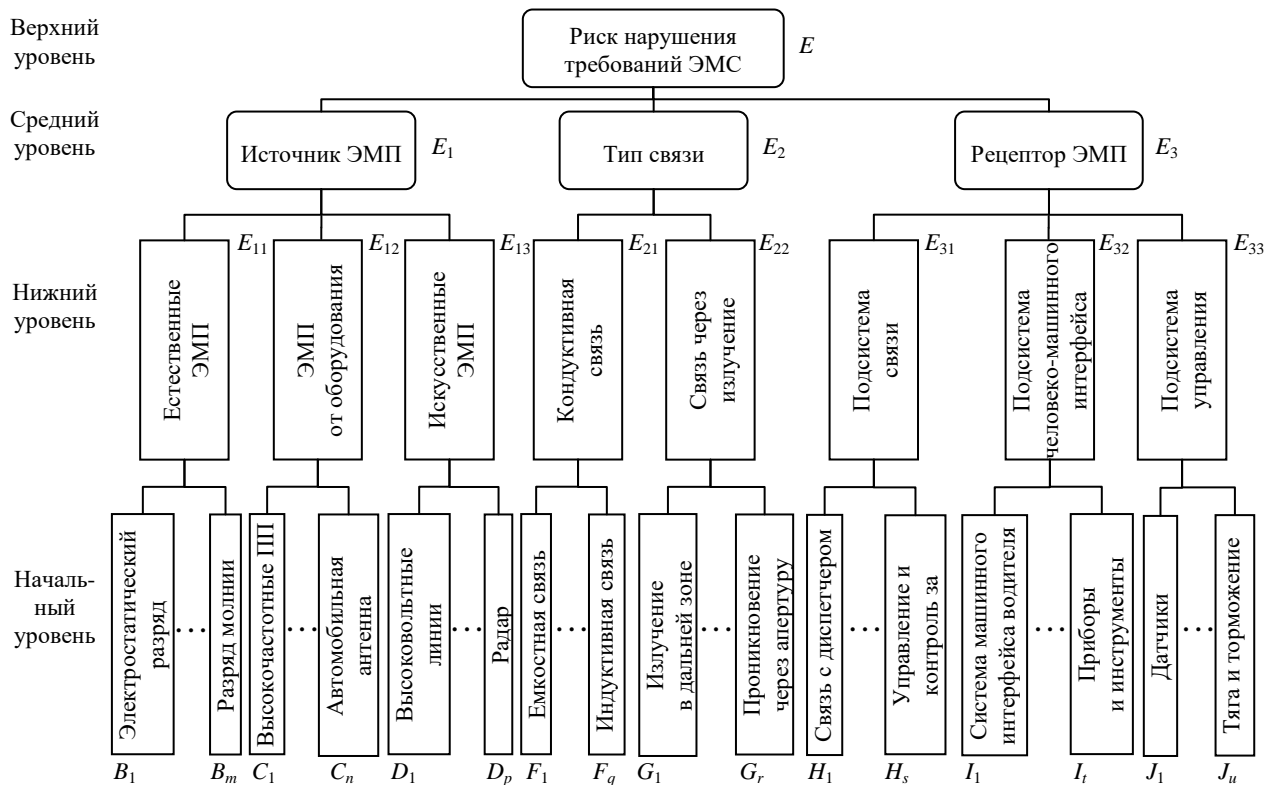 Верхний
уровень
Риск нарушения
требований ЭМС
E
Средний
уровень
Источник ЭМП
E₁
Тип связи
E₂
Рецептор ЭМП
E₃
Нижний
уровень
Естественные
ЭМП
E₁₁
ЭМП
от оборудования
E₁₂
Искусственные
ЭМП
E₁₃
Кондуктивная
связь
E₂₁
Связь через
излучение
E₂₂
Подсистема
связи
E₃₁
Подсистема
человеко-машинного
интерфейса
E₃₂
Подсистема
управления
E₃₃
Началь-
ный
уровень
Электростатический
разряд
...
Разряд молнии
Высокочастотные ПП
...
Автомобильная
антенна
Высоковольтные
линии
...
Радар
Емкостная связь
...
Индуктивная связь
Излучение
в дальней зоне
...
Проникновение
через апертуру
Связь с диспетчером
...
Управление и
контроль за
Система машинного
интерфейса водителя
...
Приборы
и инструменты
Датчики
...
Тяга и торможение
B₁ Bₘ C₁ Cₙ D₁ Dₚ F₁ F_q G₁ Gᵣ H₁ Hₛ I₁ Iₜ J₁ Jᵤ